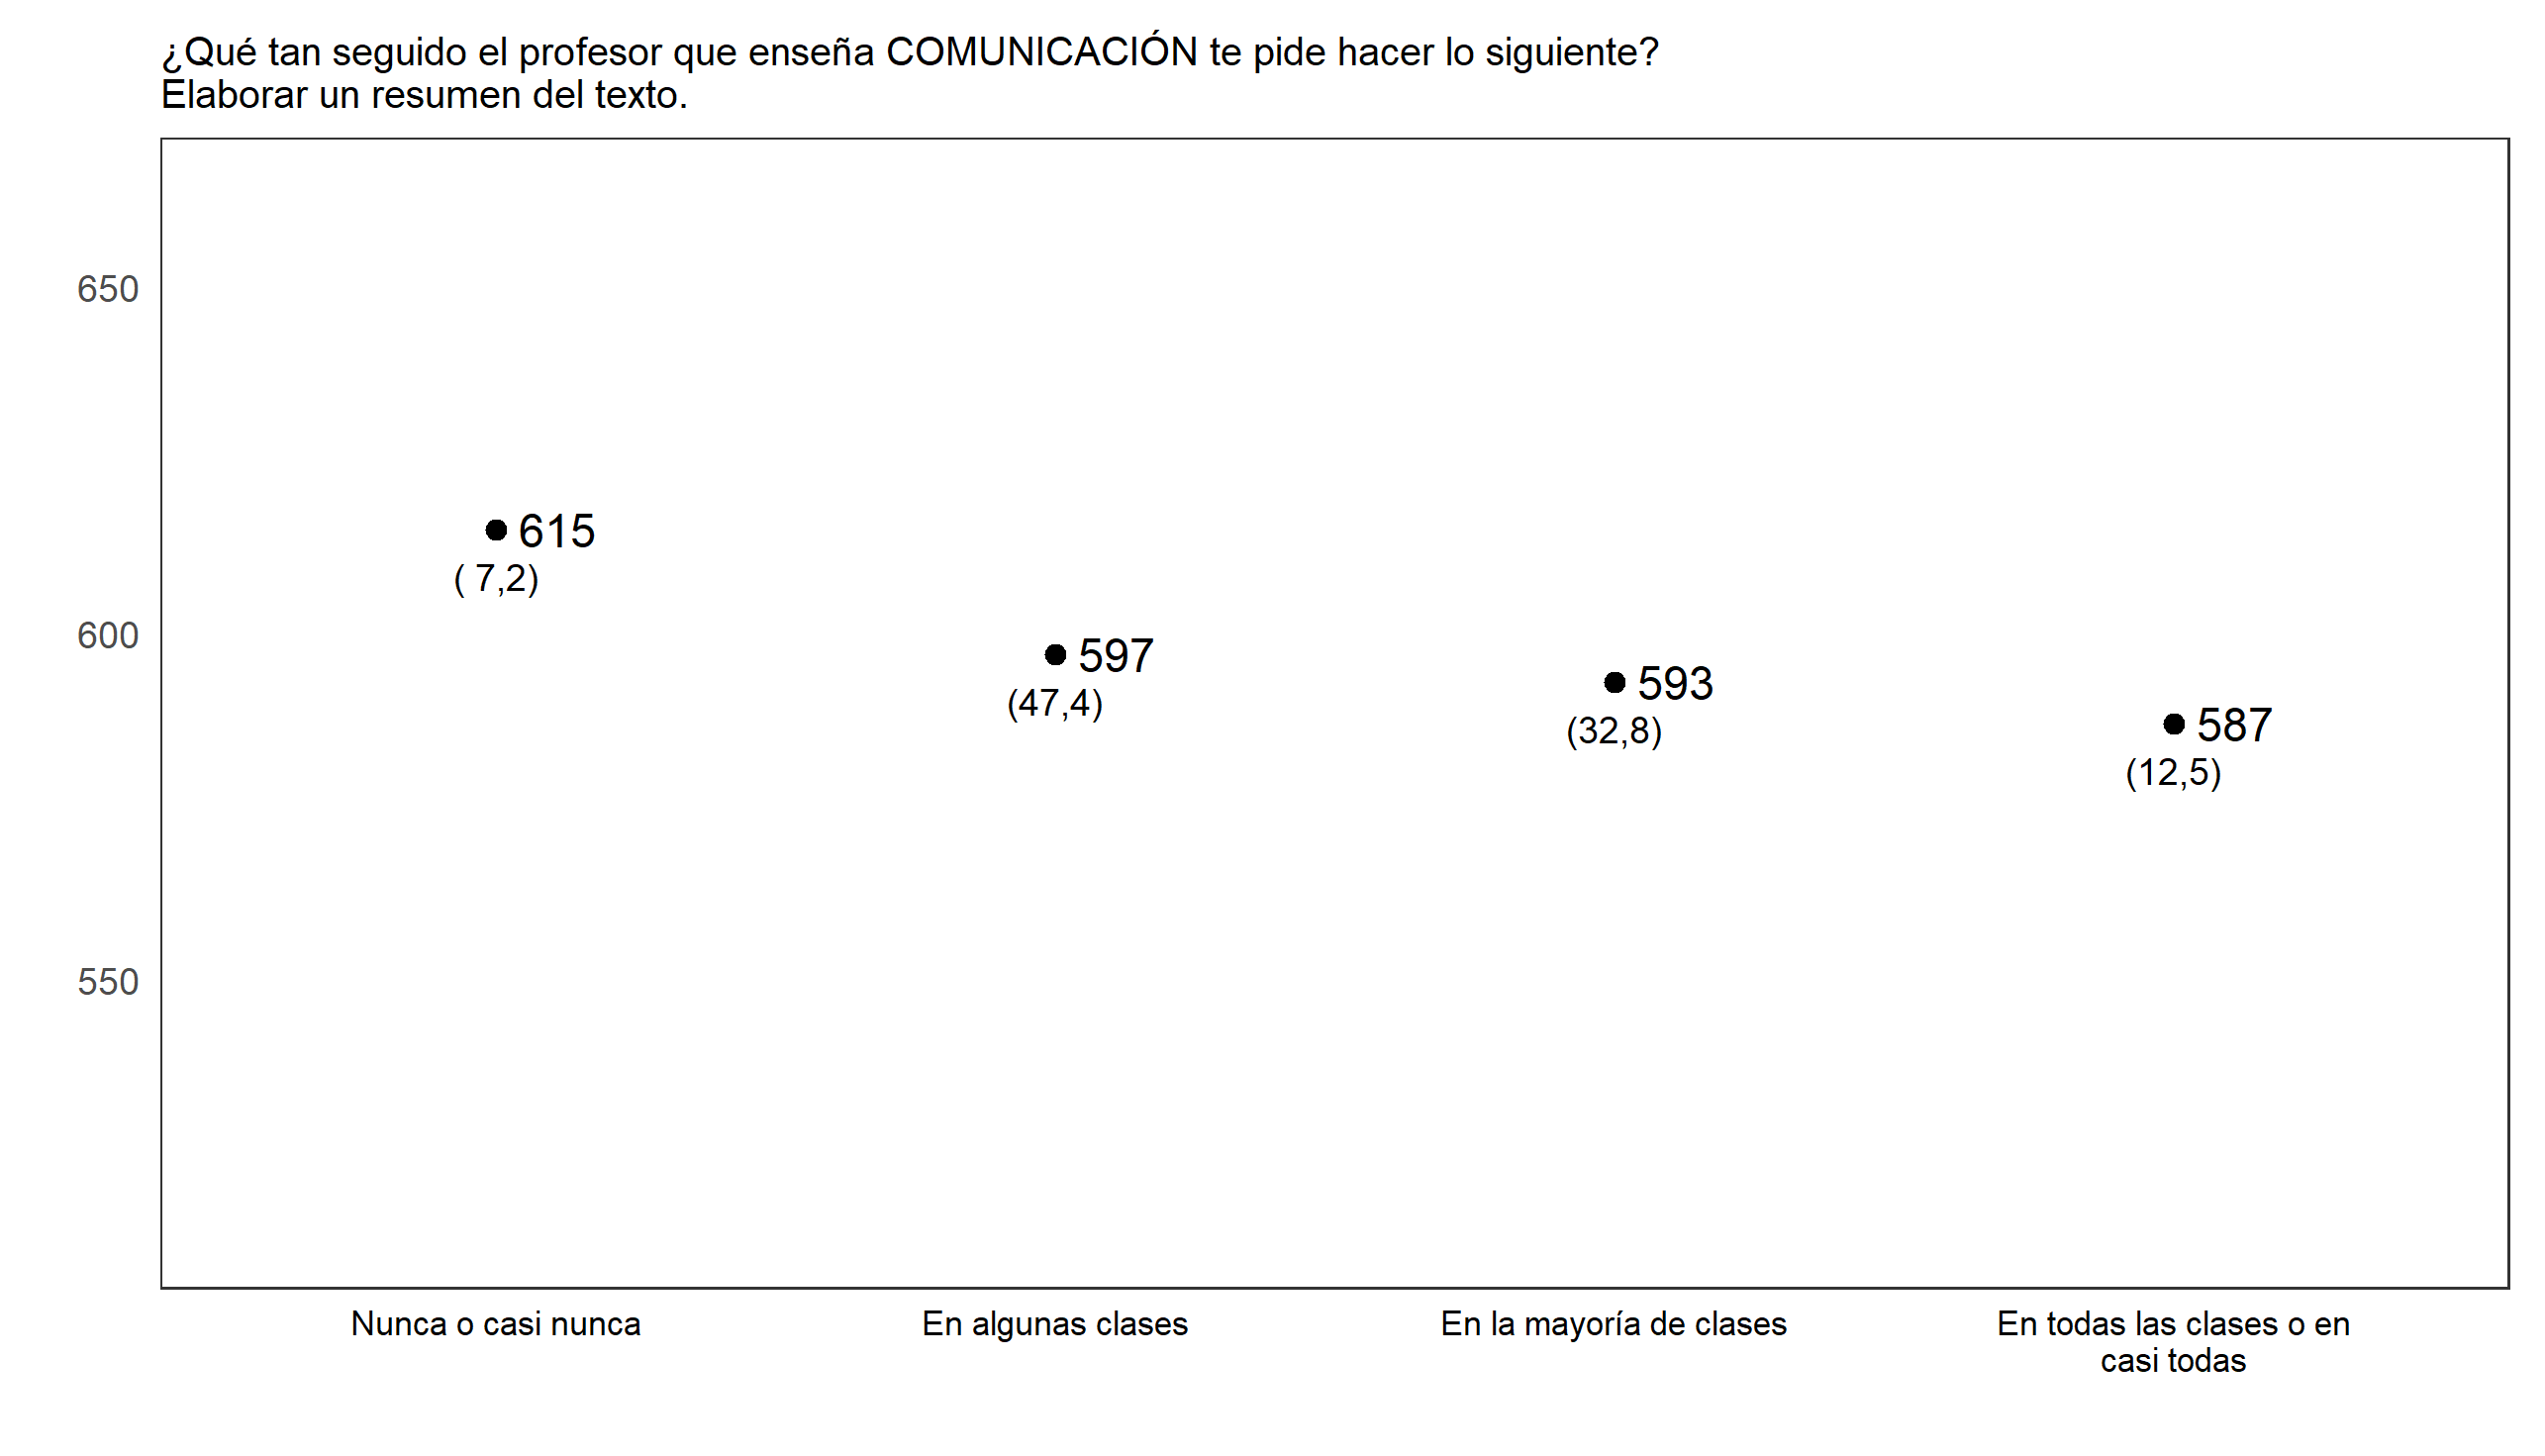 ¿Qué tan seguido el profesor que enseña COMUNICACIÓN te pide hacer lo siguiente?
Elaborar un resumen del texto.
650
600
550
615
( 7,2)
597
(47,4)
593
(32,8)
587
(12,5)
Nunca o casi nunca
En algunas clases
En la mayoría de clases
En todas las clases o en
casi todas